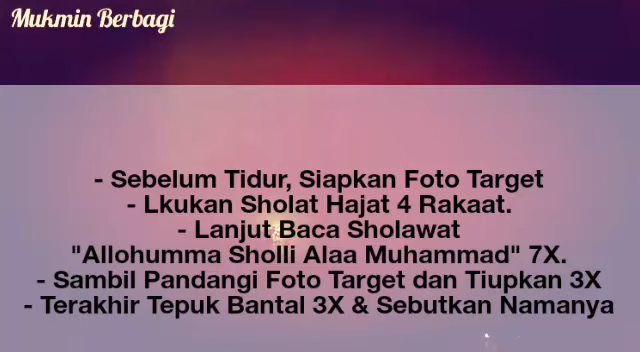 Mukmin Berbagi
- Sebelum Tidur, Siapkan Foto Target
- Lkukan Sholat Hajat 4 Rakaat.
- Lanjut Baca Sholawat
"Allohumma Sholli Alaa Muhammad" 7X.
- Sambil Pandangi Foto Target dan Tiupkan 3X
- Terakhir Tepuk Bantal 3X & Sebutkan Namanya